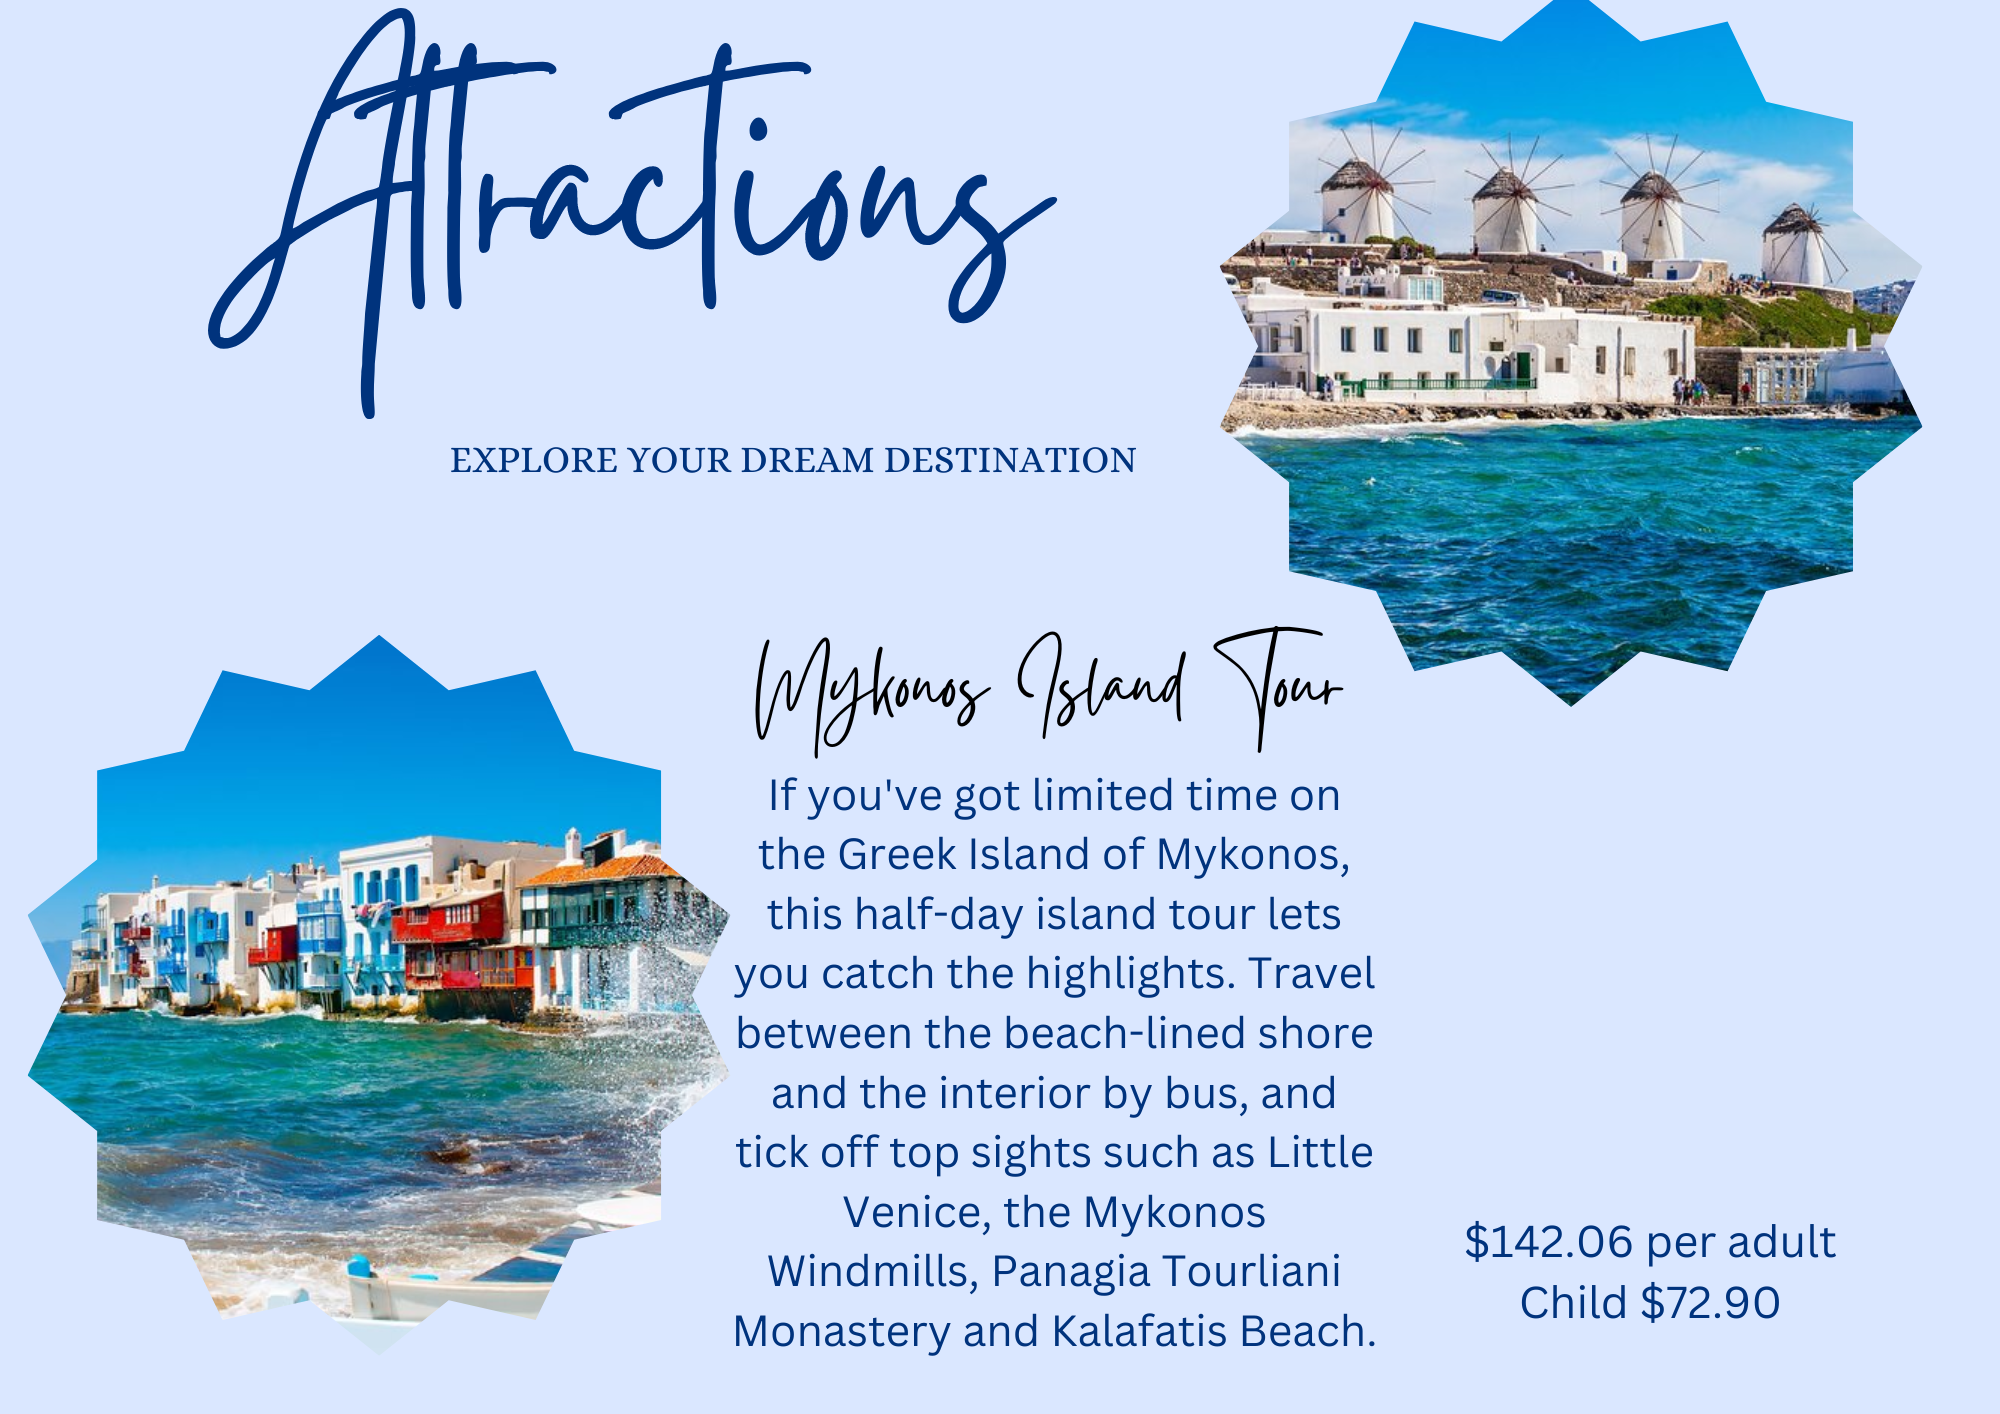 Attractions
EXPLORE YOUR DREAM DESTINATION
Mykonos Island Tour
If you've got limited time on
the Greek Island of Mykonos,
this half-day island tour lets
you catch the highlights. Travel
between the beach-lined shore
and the interior by bus, and
tick off top sights such as Little
Venice, the Mykonos
Windmills, Panagia Tourliani
Monastery and Kalafatis Beach.
$142.06 per adult
Child $72.90